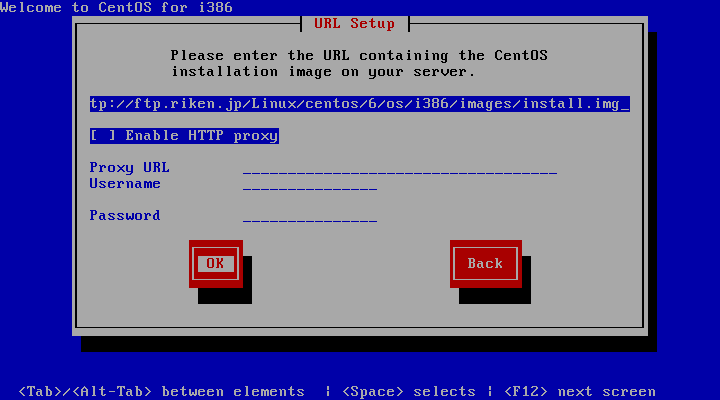 Welcome to CentOS for i386
URL Setup
Please enter the URL containing the CentOS
installation image on your server.
tp://ftp.riken.jp/Linux/centos/6/os/i386/images/install.img_
[ ] Enable HTTP proxy
Proxy URL ___________________________________
Username _______________
Password _______________
OK Back
<Tab>/<Alt-Tab> between elements | <Space> selects | <F12> next screen